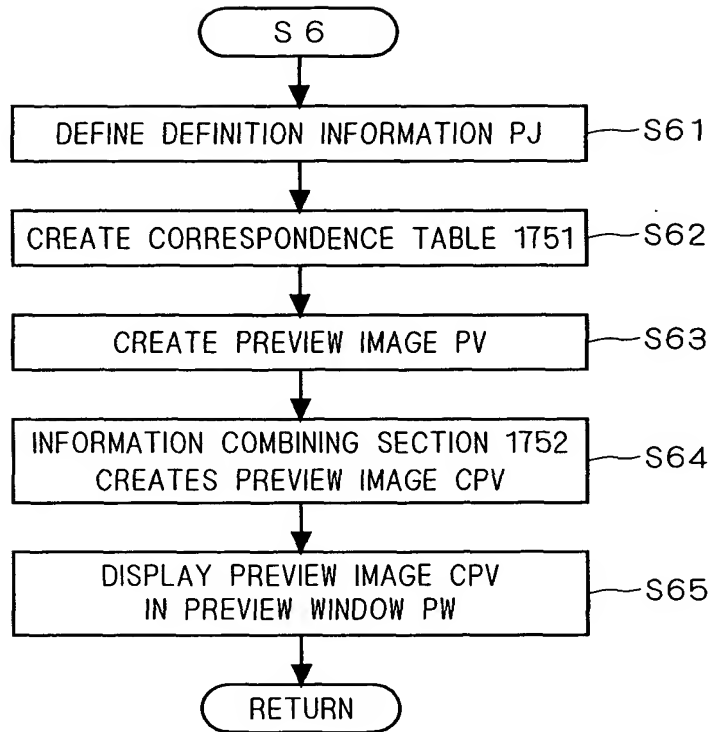 S 6
DEFINE DEFINITION INFORMATION PJ
S61
CREATE CORRESPONDENCE TABLE 1751
S62
CREATE PREVIEW IMAGE PV
S63
INFORMATION COMBINING SECTION 1752
CREATES PREVIEW IMAGE CPV
S64
DISPLAY PREVIEW IMAGE CPV
IN PREVIEW WINDOW PW
S65
RETURN